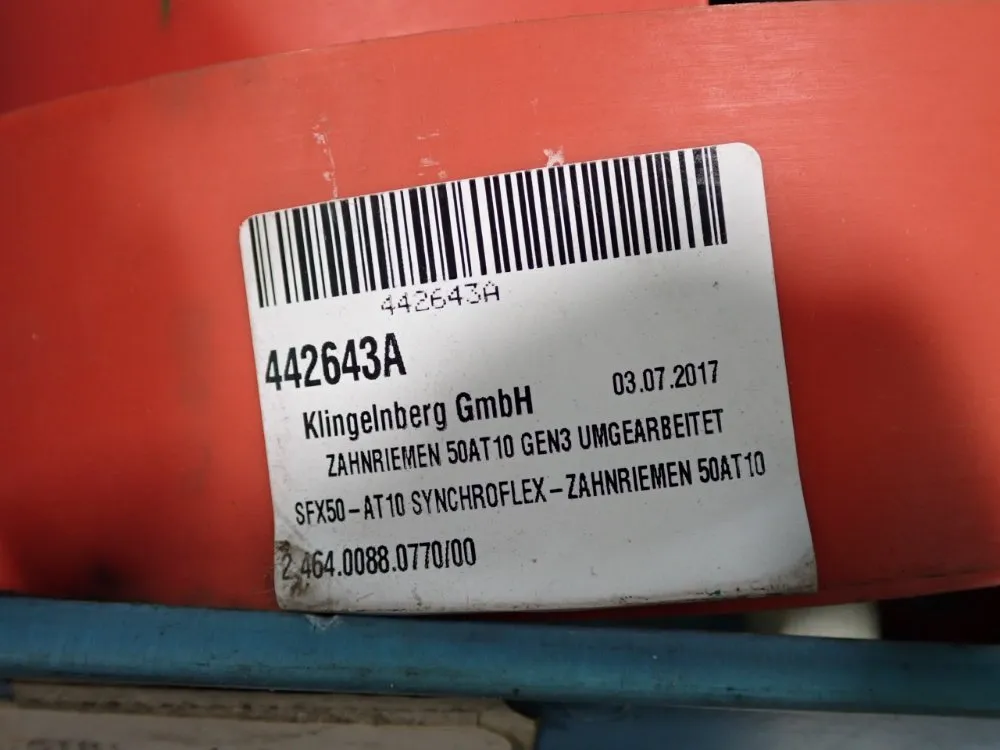 442643A
442643A
Klingelnberg GmbH 03.07.2017
ZAHNRIEMEN 50AT10 GEN3 UMGEARBEITET
SFX50-AT10 SYNCHROFLEX-ZAHNRIEMEN 50AT10
2.464.0088.0770/00